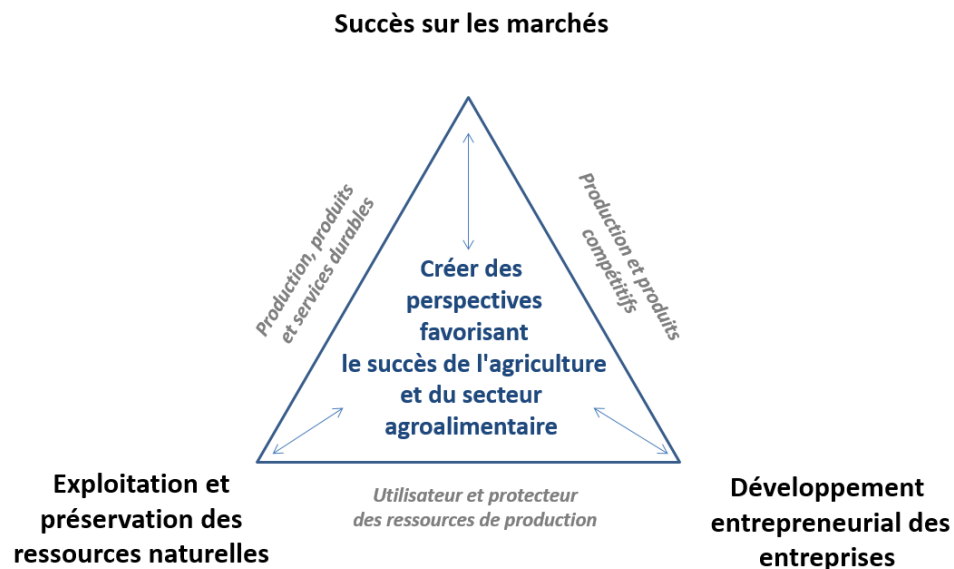 Succès sur les marchés
Production, produits
et services durables
Production et produits
compétitifs
Créer des
perspectives
favorisant
le succès de l'agriculture
et du secteur
agroalimentaire
Exploitation et
préservation des
ressources naturelles
Utilisateur et protecteur
des ressources de production
Développement
entrepreneurial des
entreprises